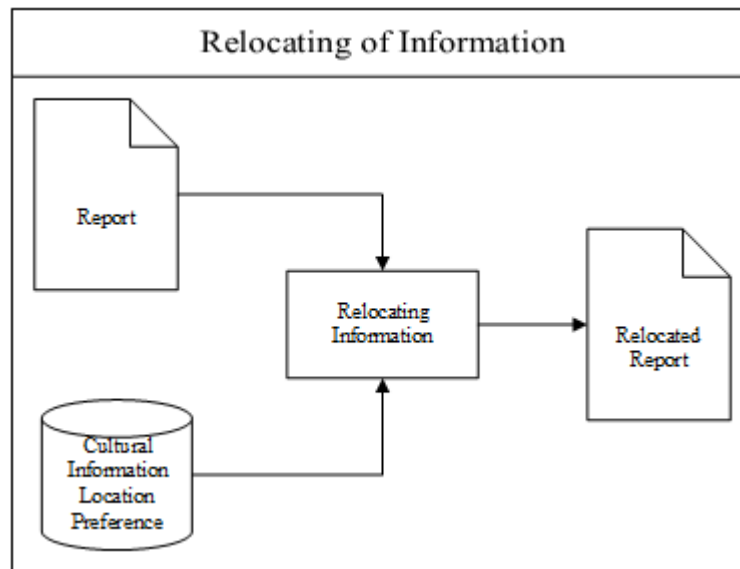 Relocating of Information
Report
Relocating
Information
Relocated
Report
Cultural
Information
Location
Preference